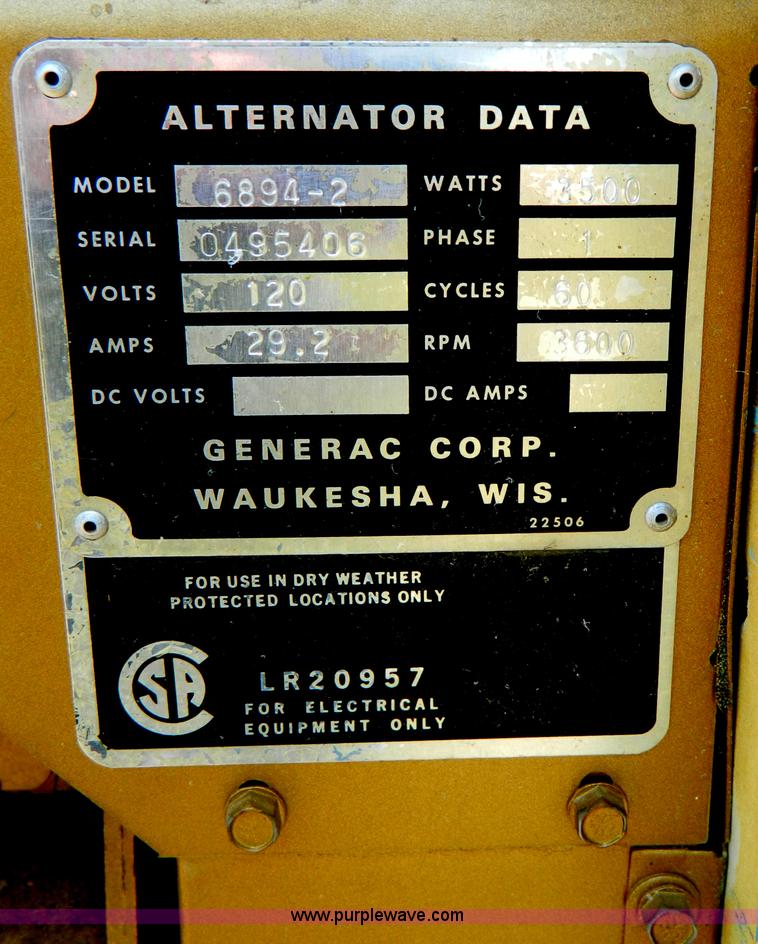 ALTERNATOR DATA
MODEL 6894-2 WATTS 3500
SERIAL 0495406 PHASE 1
VOLTS 120 CYCLES 60
AMPS 29.2 RPM 3600
DC VOLTS DC AMPS
GENERAC CORP.
WAUKESHA, WIS.
22506
FOR USE IN DRY WEATHER
PROTECTED LOCATIONS ONLY
CSA
LR20957
FOR ELECTRICAL
EQUIPMENT ONLY
www.purplewave.com